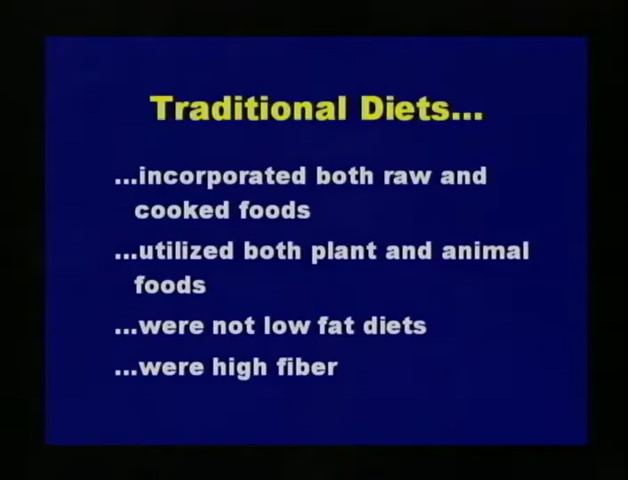 Traditional Diets...
...incorporated both raw and
cooked foods
...utilized both plant and animal
foods
...were not low fat diets
...were high fiber